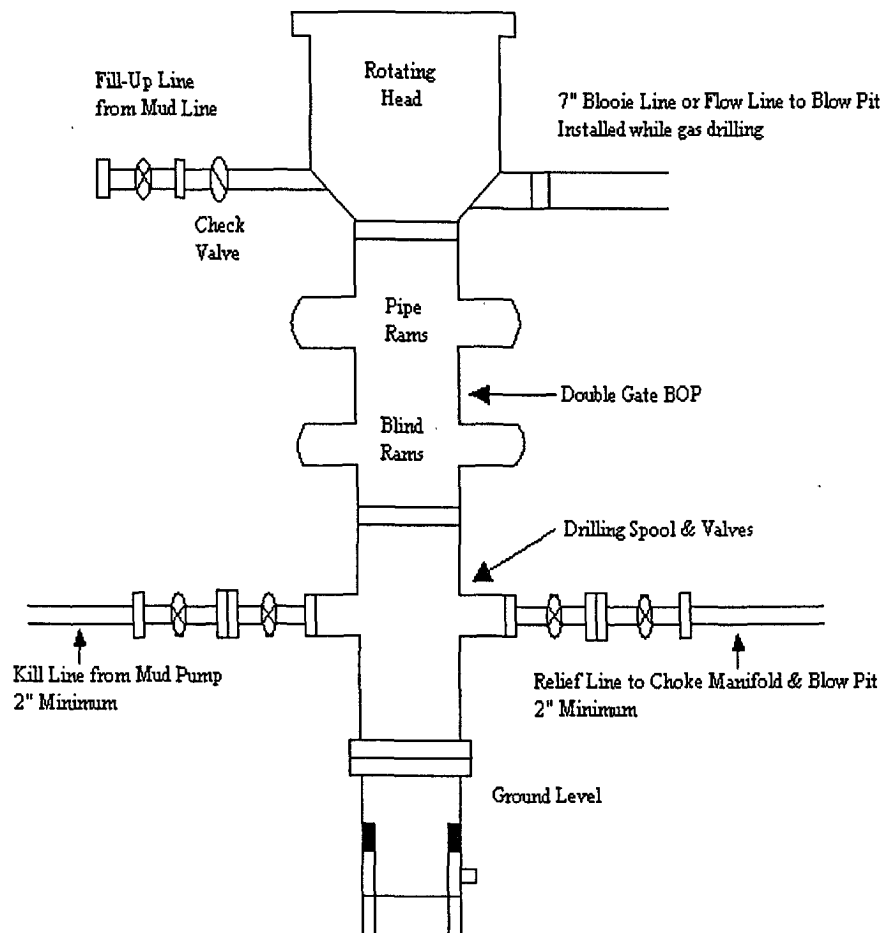 Rotating
Head
Fill-Up Line
from Mud Line
7" Blooie Line or Flow Line to Blow Pit
Installed while gas drilling
Check
Valve
Pipe
Rams
Double Gate BOP
Blind
Rams
Drilling Spool & Valves
Kill Line from Mud Pump
2" Minimum
Relief Line to Choke Manifold & Blow Pit
2" Minimum
Ground Level